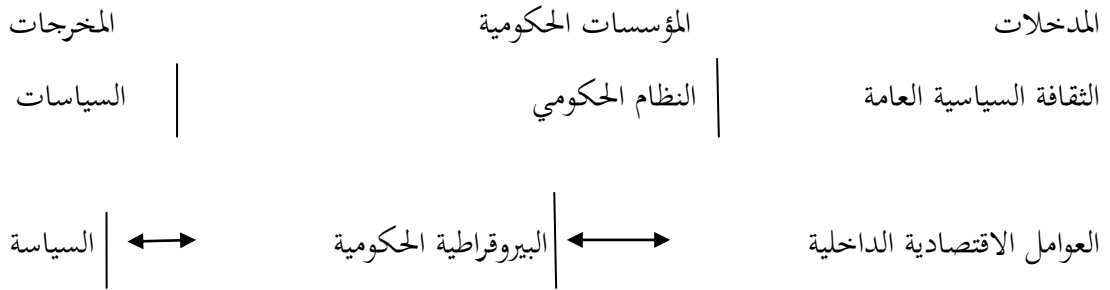 المدخلات المؤسسات الحكومية المخرجات
الثقافة السياسية العامة النظام الحكومي السياسات
العوامل الاقتصادية الداخلية البيروقراطية الحكومية السياسة